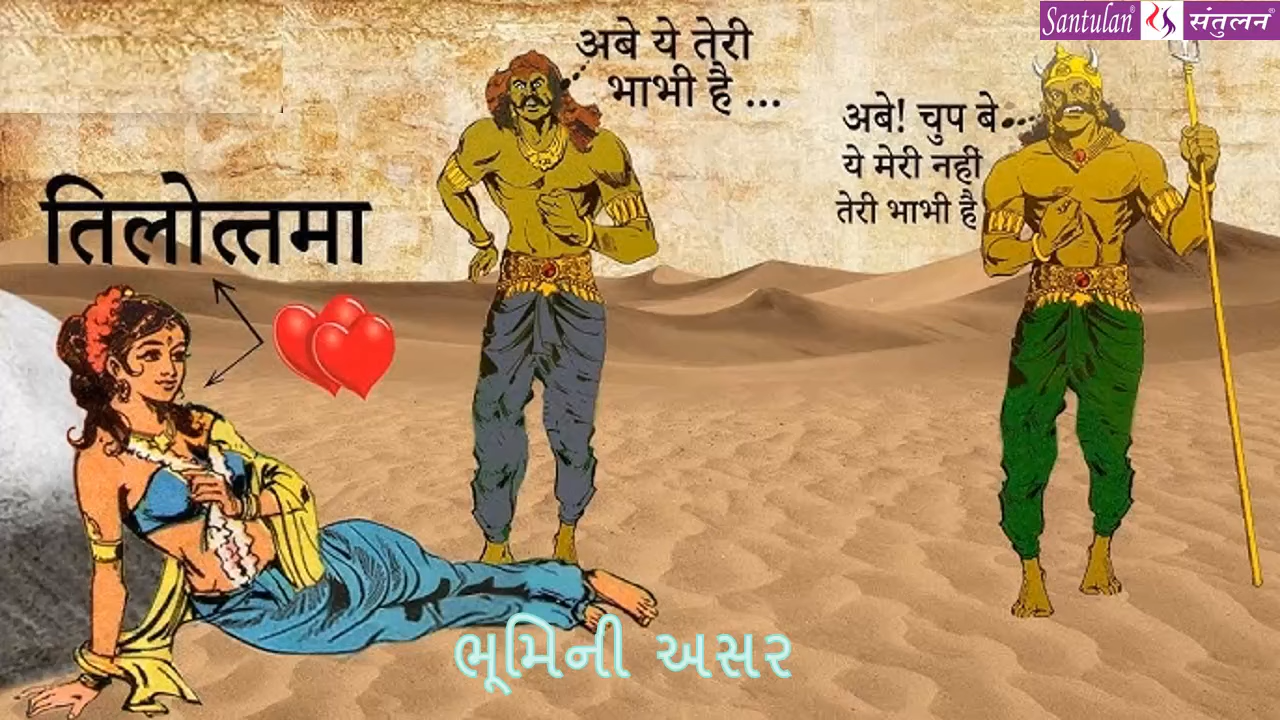 Santulan® संतुलन®
अबे ये तेरी
भाभी है ...
अबे! चुप बे
ये मेरी नहीं
तेरी भाभी है
तिलोत्तमा
ભૂમિની અસર